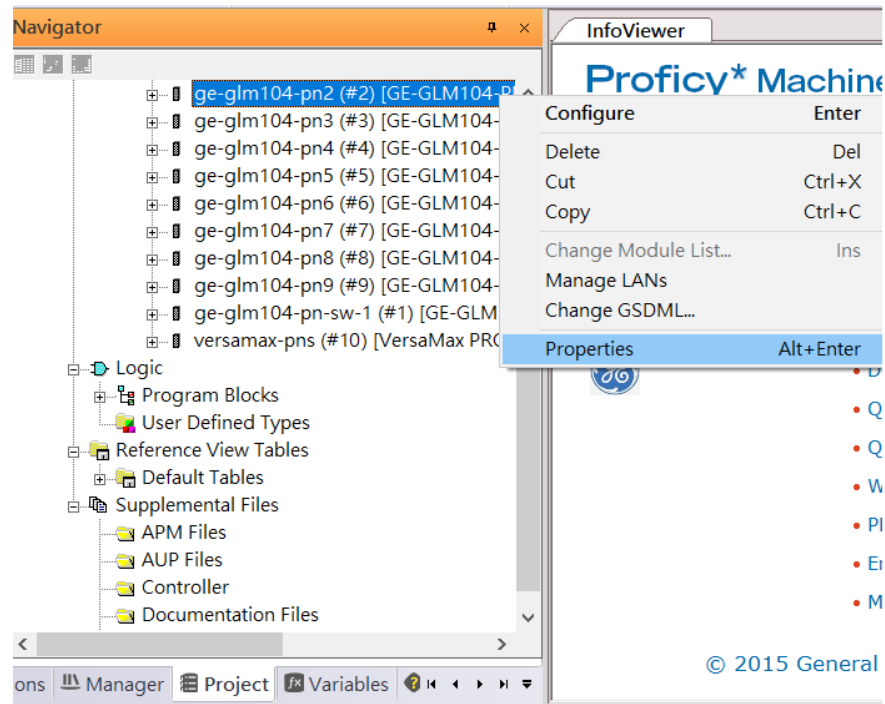 Navigator
InfoViewer
Proficy* Machine
ge-glm104-pn2 (#2) [GE-GLM104-P
ge-glm104-pn3 (#3) [GE-GLM104-
ge-glm104-pn4 (#4) [GE-GLM104-
ge-glm104-pn5 (#5) [GE-GLM104-
ge-glm104-pn6 (#6) [GE-GLM104-
ge-glm104-pn7 (#7) [GE-GLM104-
ge-glm104-pn8 (#8) [GE-GLM104-
ge-glm104-pn9 (#9) [GE-GLM104-
ge-glm104-pn-sw-1 (#1) [GE-GLM
versamax-pns (#10) [VersaMax PRO
Logic
Program Blocks
User Defined Types
Reference View Tables
Default Tables
Supplemental Files
APM Files
AUP Files
Controller
Documentation Files
Configure Enter
Delete Del
Cut Ctrl+X
Copy Ctrl+C
Change Module List... Ins
Manage LANs
Change GSDML...
Properties Alt+Enter
• D
• Q
• Q
• W
• Pl
• Er
• M
© 2015 General
ons Manager Project Variables